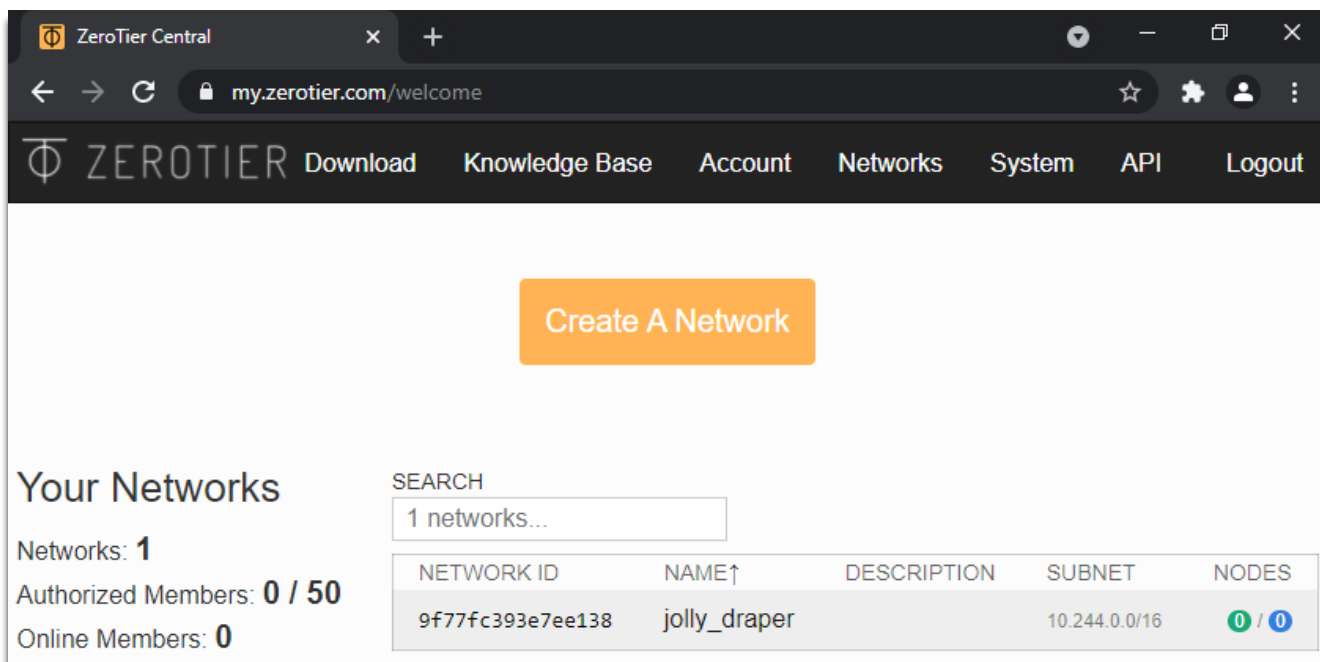 ZeroTier Central
my.zerotier.com/welcome
ZEROTIER Download Knowledge Base Account Networks System API Logout
Create A Network
Your Networks
Networks: 1
Authorized Members: 0 / 50
Online Members: 0
SEARCH
1 networks...
NETWORK ID NAME↑ DESCRIPTION SUBNET NODES
9f77fc393e7ee138 jolly_draper 10.244.0.0/16 0 / 0